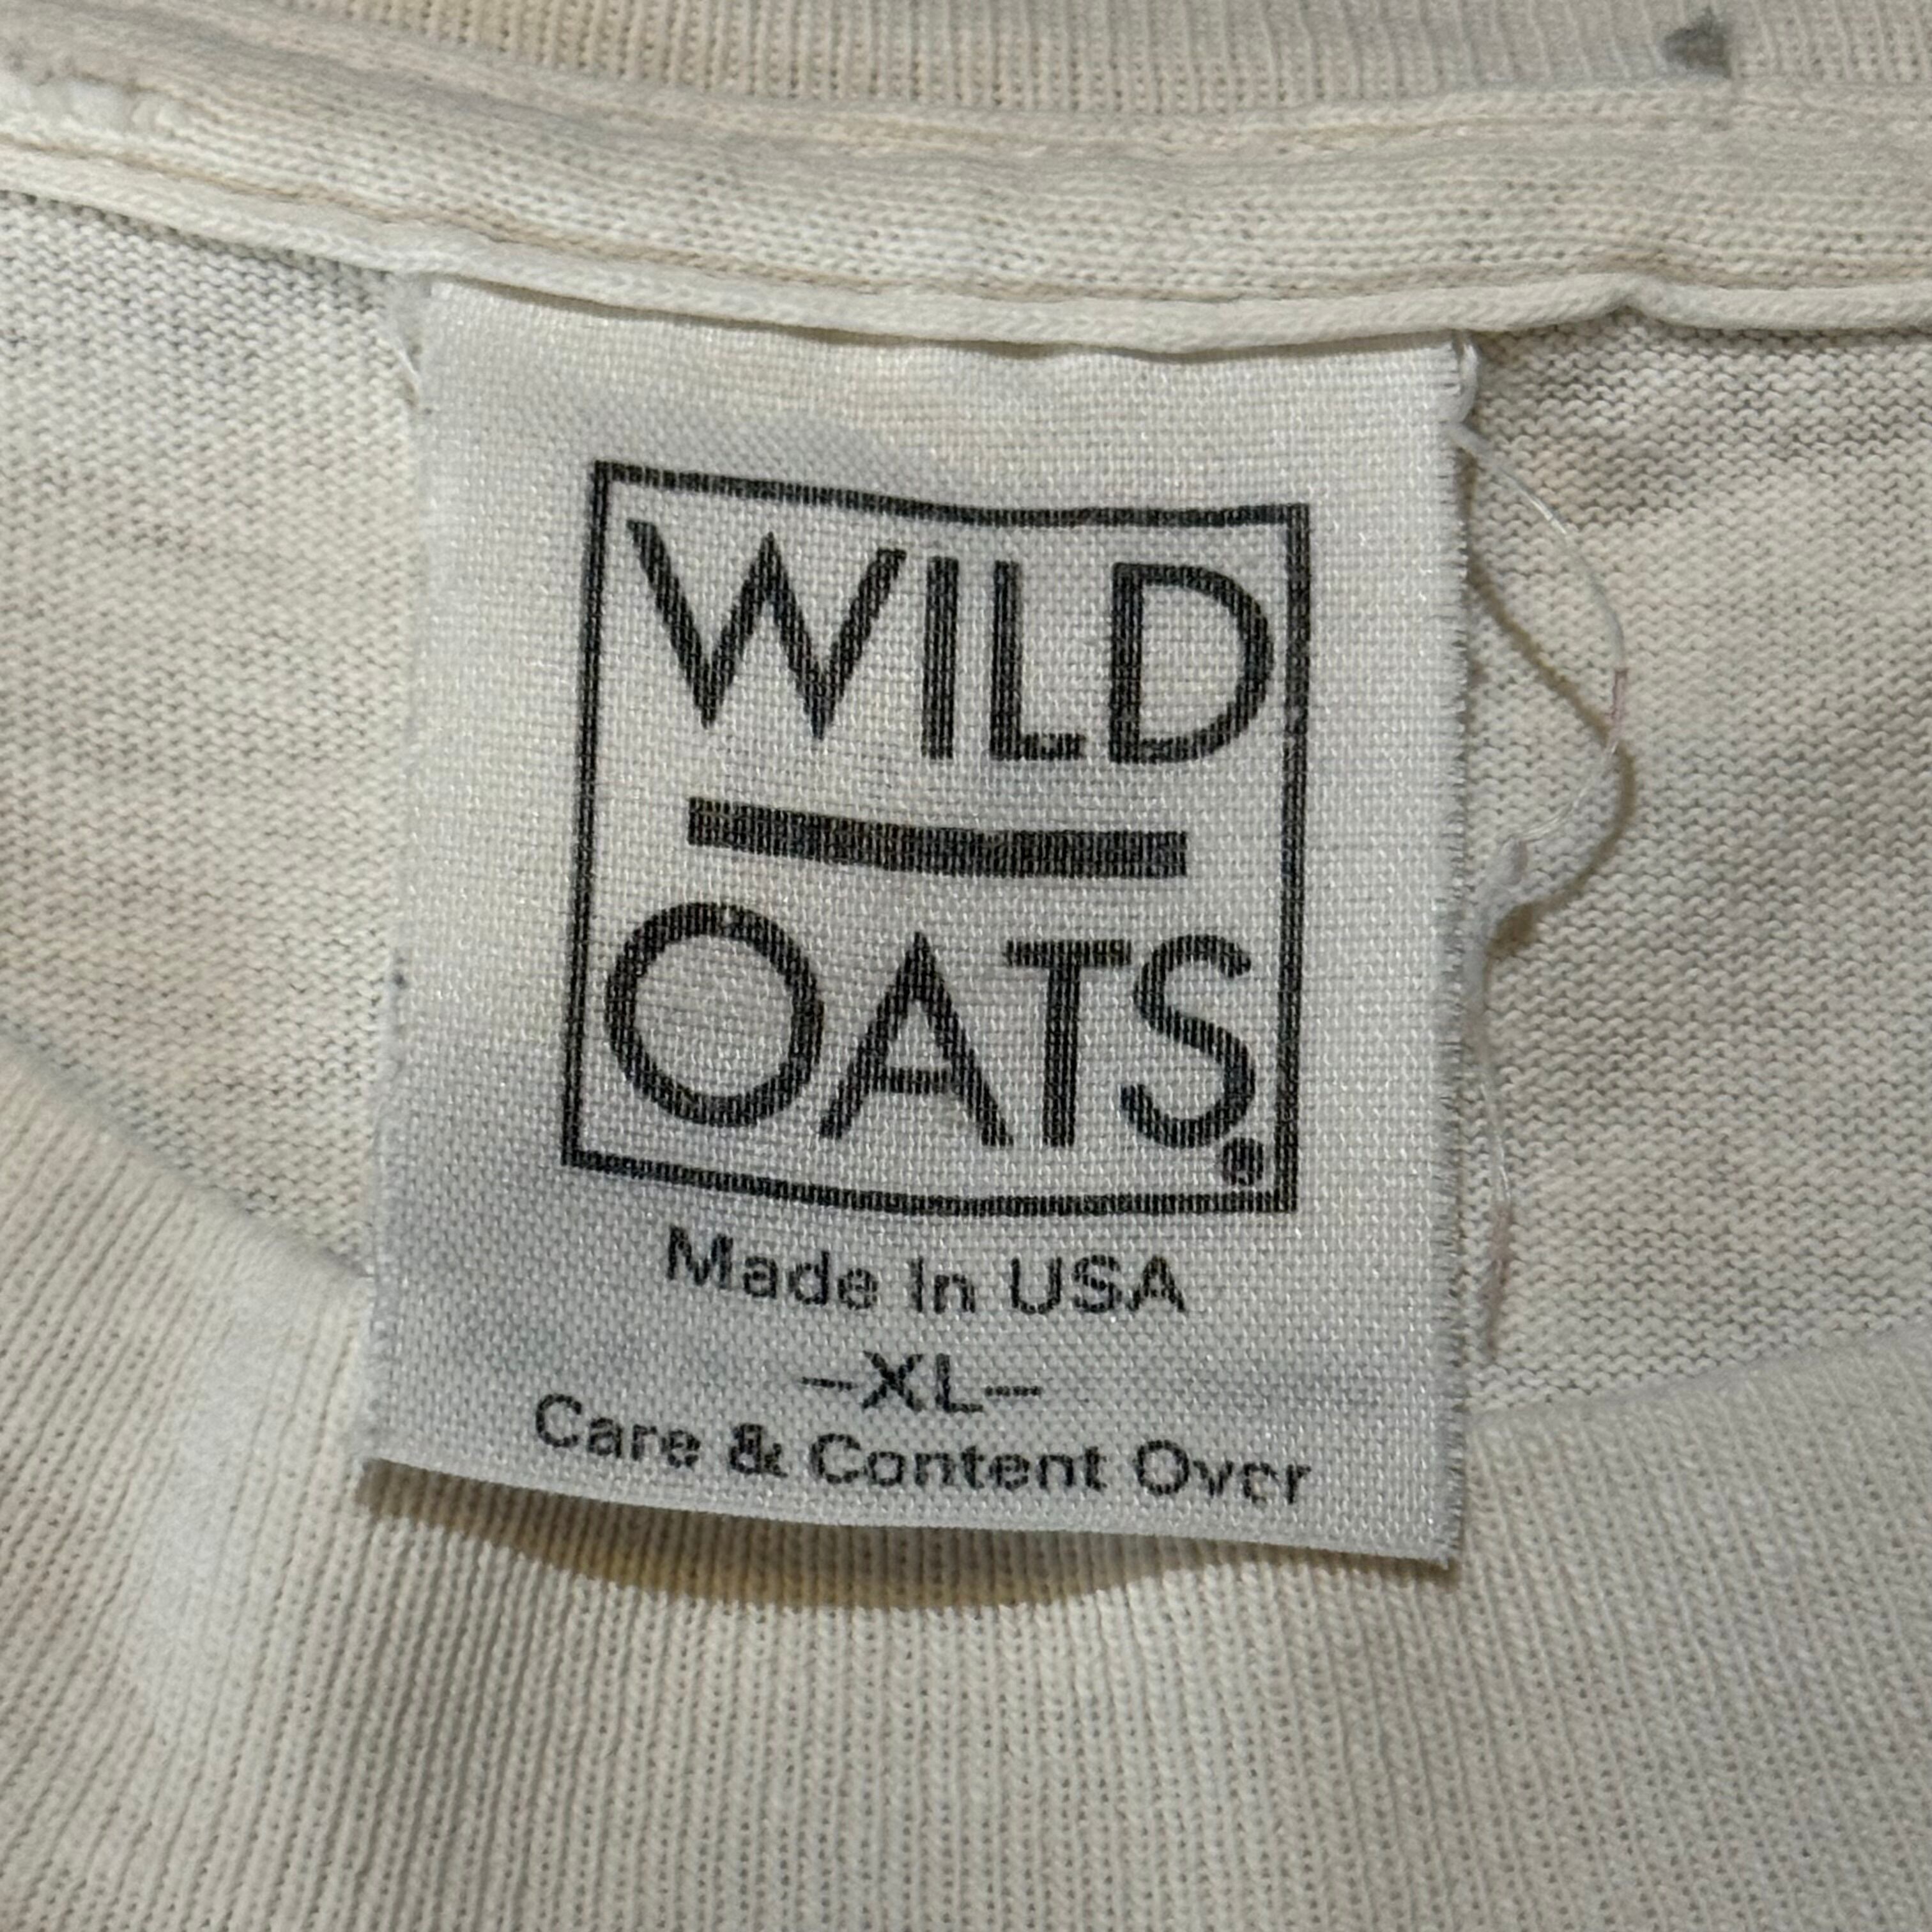 WILD
OATS®
Made In USA
-XL-
Care & Content Over